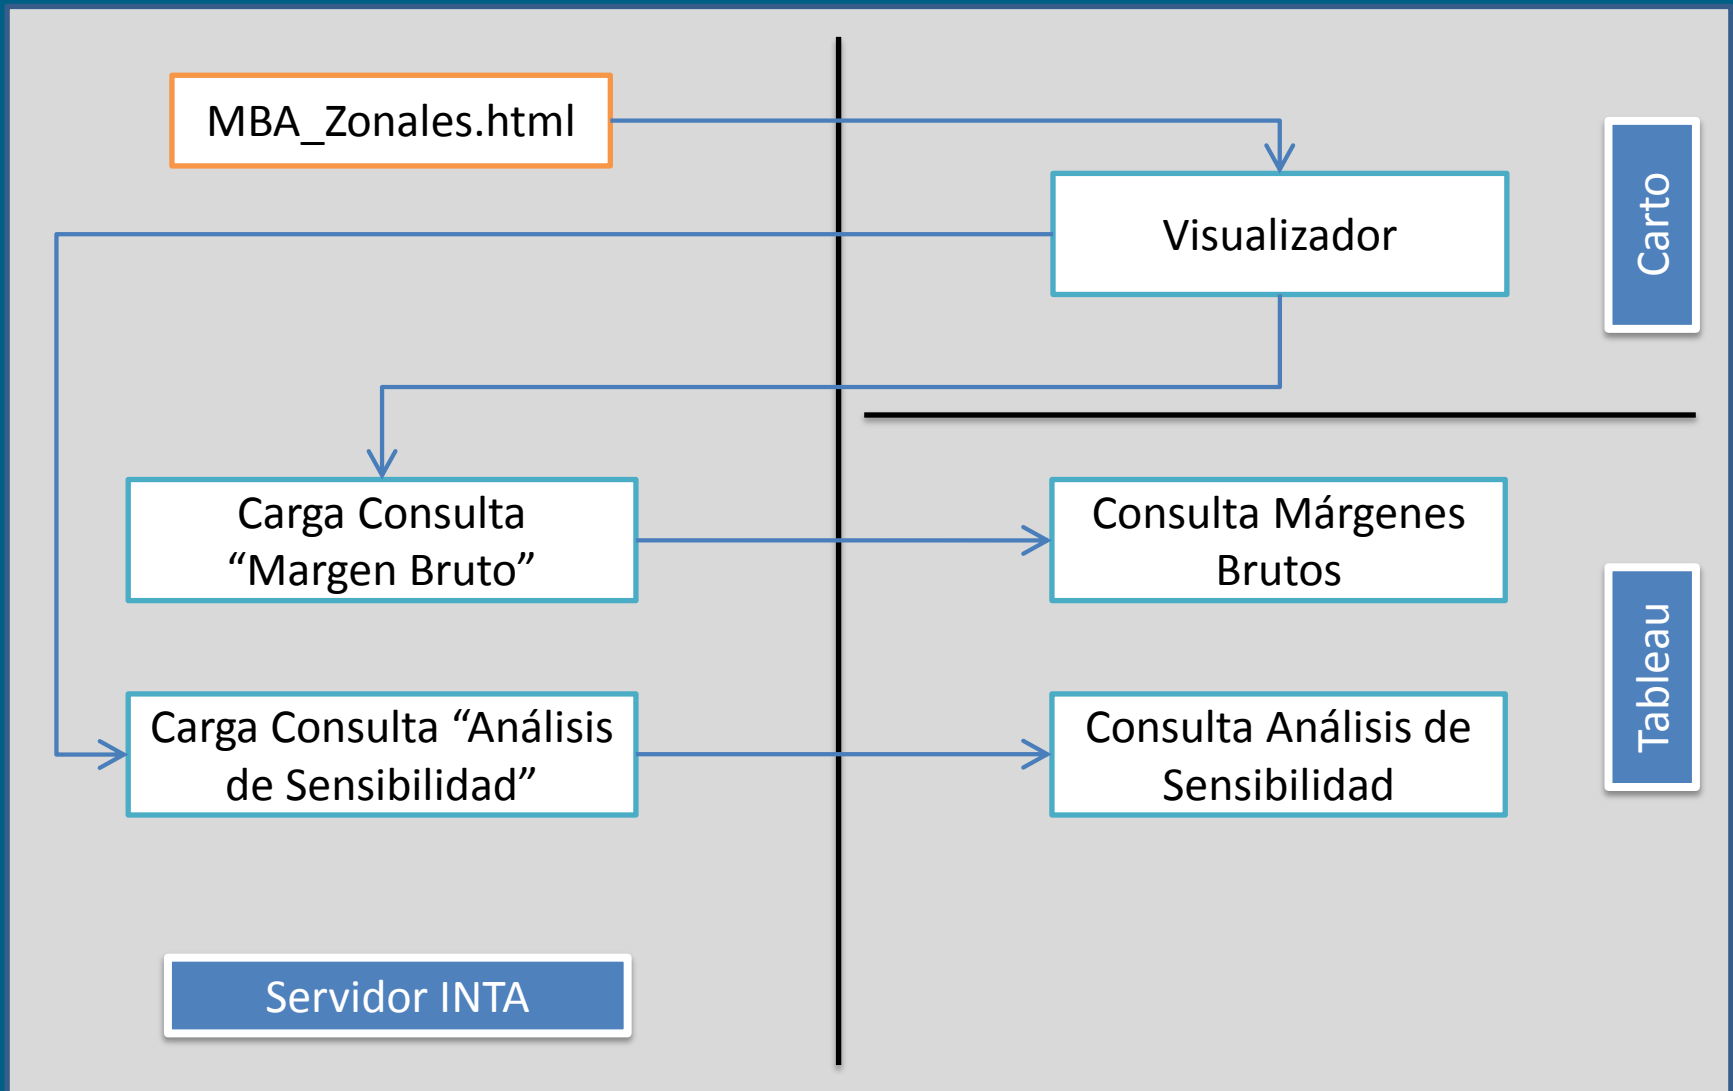 MBA_Zonales.html
Visualizador
Carto
Carga Consulta
“Margen Bruto”
Consulta Márgenes
Brutos
Carga Consulta “Análisis
de Sensibilidad”
Consulta Análisis de
Sensibilidad
Tableau
Servidor INTA